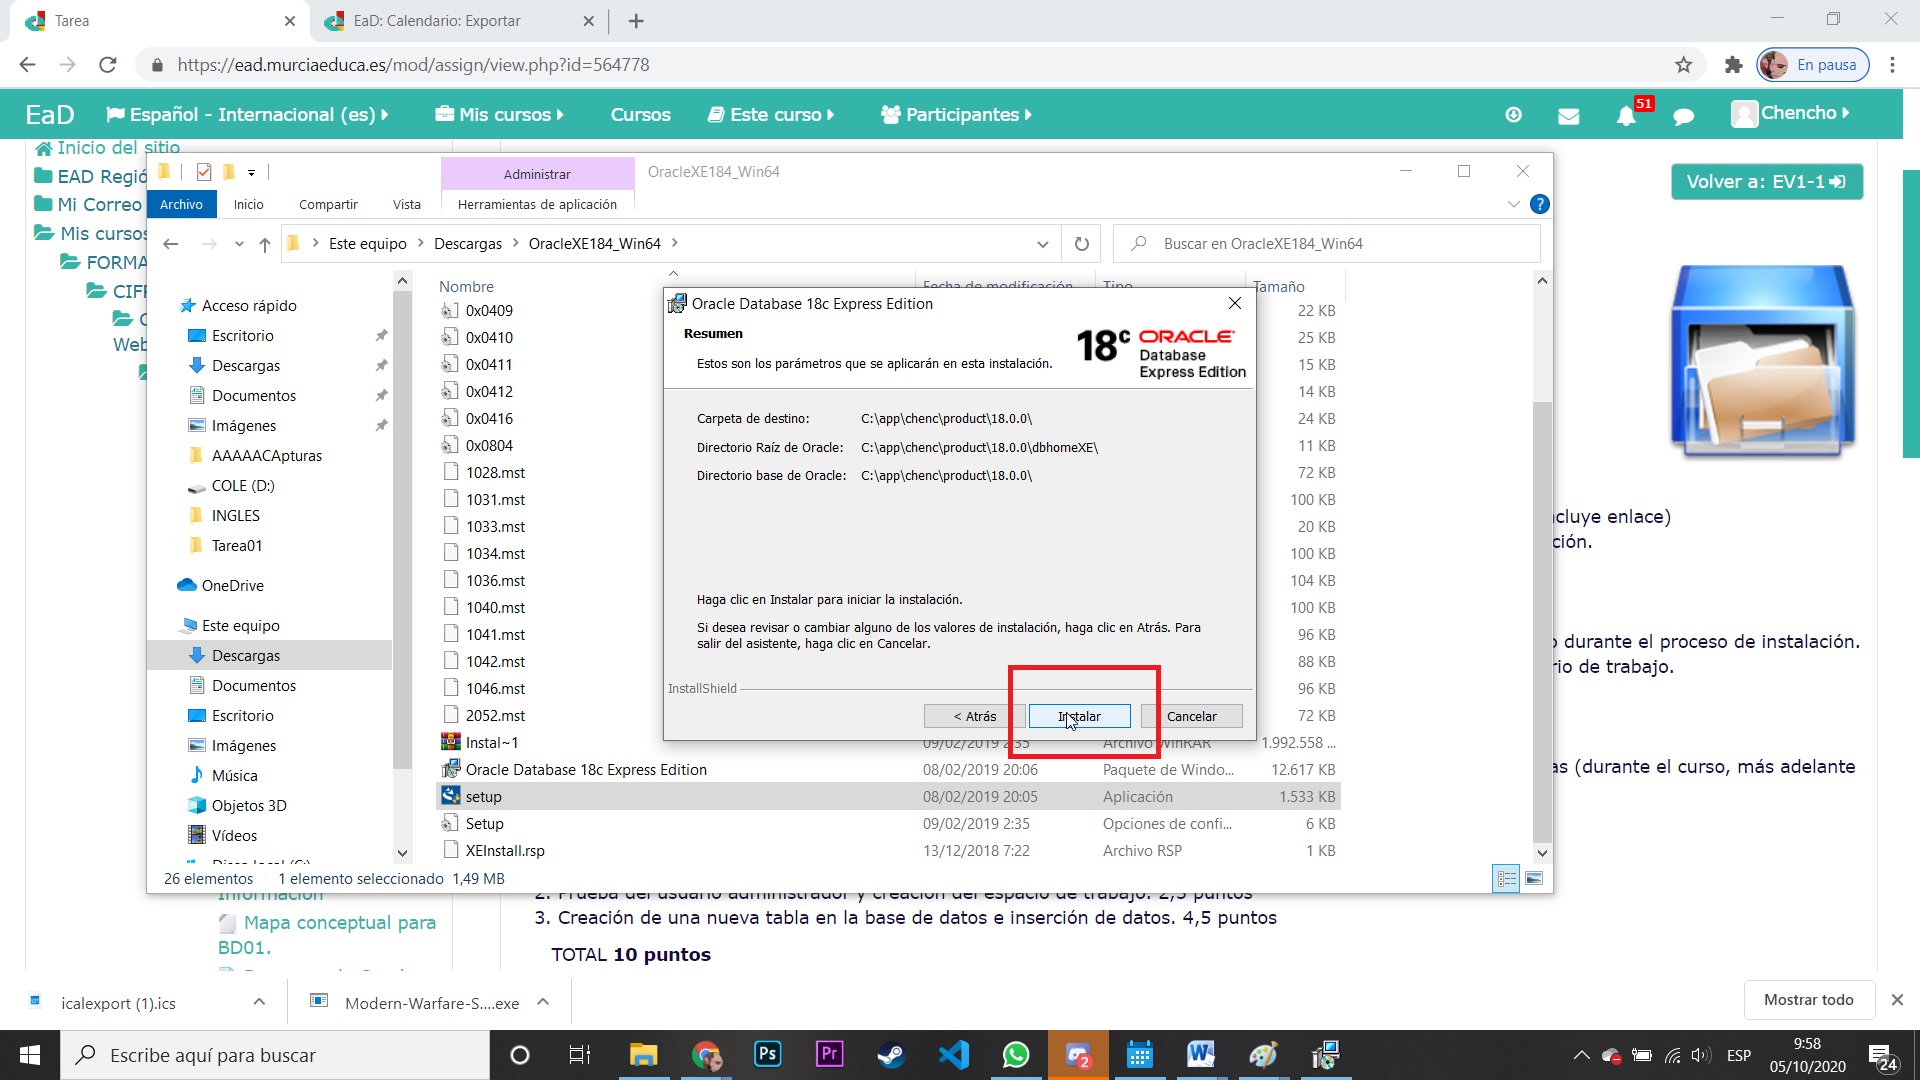 Tarea
EaD: Calendario: Exportar
https://ead.murciaeduca.es/mod/assign/view.php?id=564778
En pausa
EaD
Español - Internacional (es)
Mis cursos
Cursos
Este curso
Participantes
51
Chencho
Inicio del sitio
EAD Regió
Mi Correo
Mis cursos
FORMA
CIF
Web
Volver a: EV1-1
Administrar
OracleXE184_Win64
Archivo
Inicio
Compartir
Vista
Herramientas de aplicación
Este equipo
Descargas
OracleXE184_Win64
Buscar en OracleXE184_Win64
Acceso rápido
Escritorio
Descargas
Documentos
Imágenes
AAAAACApturas
COLE (D:)
INGLES
Tarea01
OneDrive
Este equipo
Descargas
Documentos
Escritorio
Imágenes
Música
Objetos 3D
Vídeos
Nombre
Fecha de modificación
Tipo
Tamaño
0x0409 22 KB
0x0410 25 KB
0x0411 15 KB
0x0412 14 KB
0x0416 24 KB
0x0804 11 KB
1028.mst 72 KB
1031.mst 100 KB
1033.mst 20 KB
1034.mst 100 KB
1036.mst 104 KB
1040.mst 100 KB
1041.mst 96 KB
1042.mst 88 KB
1046.mst 96 KB
2052.mst 72 KB
Instal~1 09/02/2019 2:35 Archivo WinRAR 1.992.558 ...
Oracle Database 18c Express Edition 08/02/2019 20:06 Paquete de Windo... 12.617 KB
setup 08/02/2019 20:05 Aplicación 1.533 KB
Setup 09/02/2019 2:35 Opciones de confi... 6 KB
XEInstall.rsp 13/12/2018 7:22 Archivo RSP 1 KB
26 elementos
1 elemento seleccionado 1,49 MB
Oracle Database 18c Express Edition
Resumen
Estos son los parámetros que se aplicarán en esta instalación.
18c ORACLE
Database
Express Edition
Carpeta de destino: C:\app\chenc\product\18.0.0\
Directorio Raíz de Oracle: C:\app\chenc\product\18.0.0\dbhomeXE\
Directorio base de Oracle: C:\app\chenc\product\18.0.0\
Haga clic en Instalar para iniciar la instalación.
Si desea revisar o cambiar alguno de los valores de instalación, haga clic en Atrás. Para
salir del asistente, haga clic en Cancelar.
InstallShield
< Atrás
Instalar
Cancelar
cluye enlace)
ción.
durante el proceso de instalación.
rio de trabajo.
as (durante el curso, más adelante
2. Prueba del usuario administrador y creación del espacio de trabajo. 2,5 puntos
3. Creación de una nueva tabla en la base de datos e inserción de datos. 4,5 puntos
TOTAL 10 puntos
Información
Mapa conceptual para
BD01.
icalexport (1).ics
Modern-Warfare-S....exe
Mostrar todo
Escribe aquí para buscar
Ps
Pr
2
ESP
9:58
05/10/2020
24